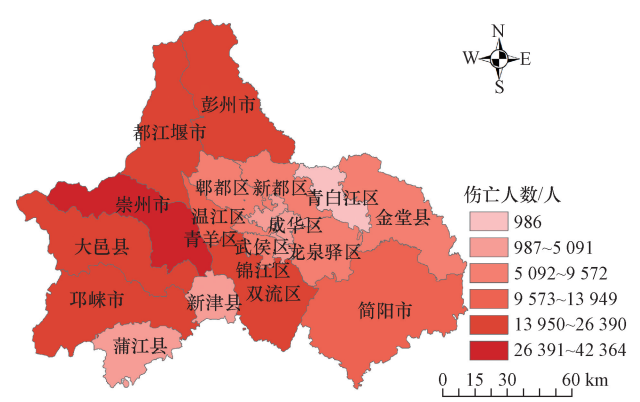 N
W
E
S
彭州市
都江堰市
郫都区
新都区
青白江区
崇州市
温江区
成华区
金堂县
大邑县
青羊区
武侯区
龙泉驿区
锦江区
邛崃市
新津县
双流区
简阳市
蒲江县
伤亡人数/人
986
987~5 091
5 092~9 572
9 573~13 949
13 950~26 390
26 391~42 364
0 15 30 60 km